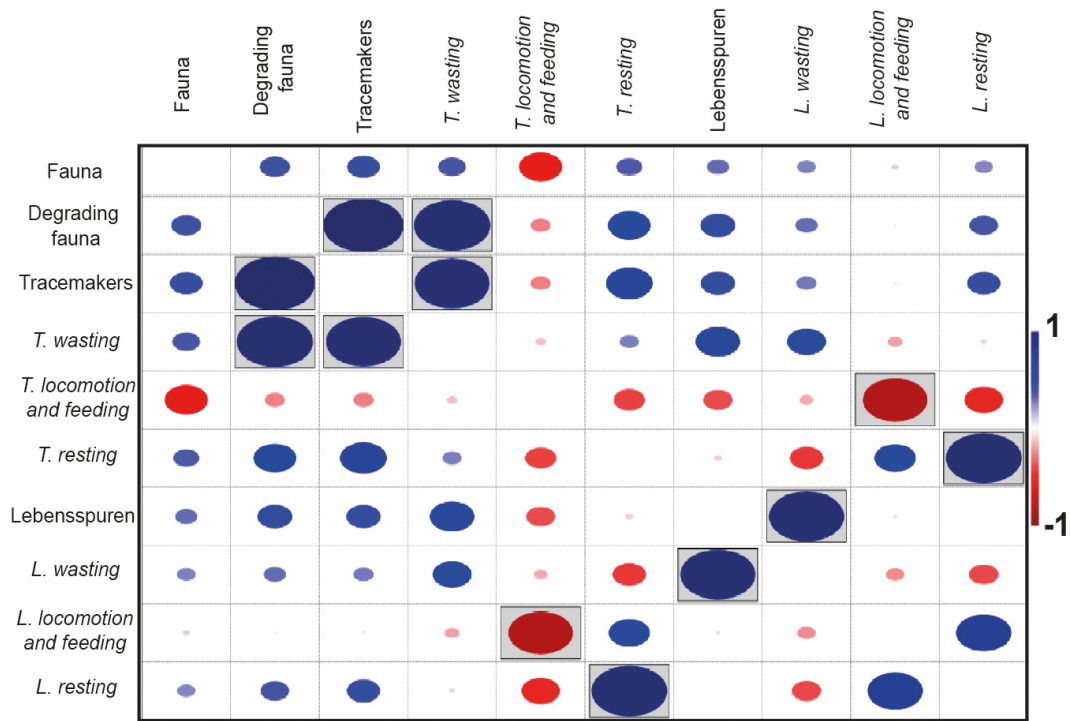 Fauna
Degrading
fauna
Tracemakers
T. wasting
T. locomotion
and feeding
T. resting
Lebensspuren
L. wasting
L. locomotion
and feeding
L. resting
Fauna
Degrading
fauna
Tracemakers
T. wasting
T. locomotion
and feeding
T. resting
Lebensspuren
L. wasting
L. locomotion
and feeding
L. resting
1
-1